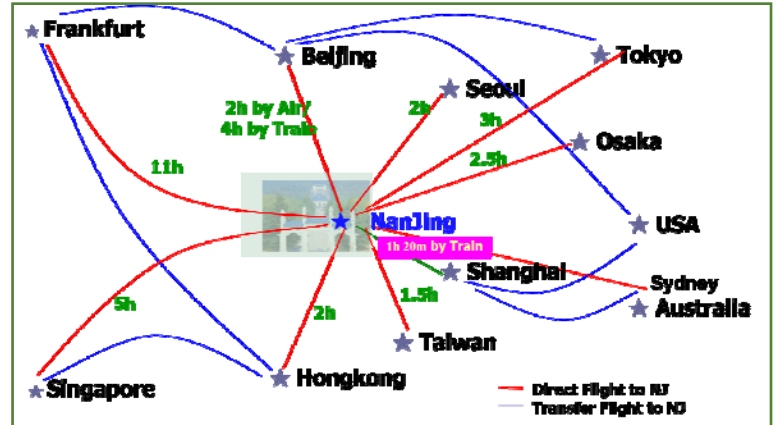 Frankfurt
Beijing
Tokyo
Seoul
2h by Air/
4h by Train
2h
3h
Osaka
2.5h
11h
NanJing
USA
1h 20m by Train
Shanghai
Sydney
Australia
5h
2h
1.5h
Taiwan
Singapore
Hongkong
Direct Flight to NJ
Transfer Flight to NJ